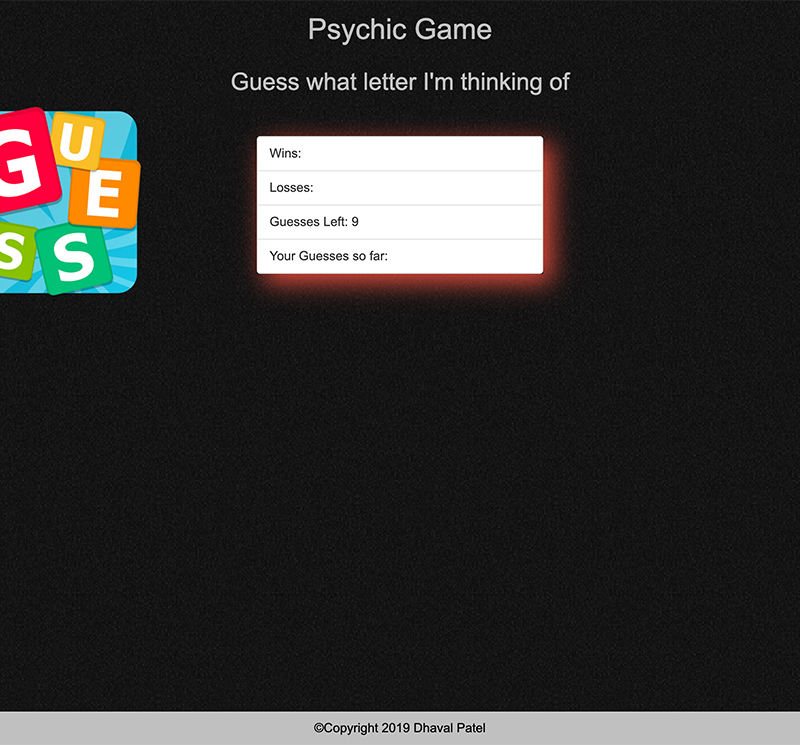 Psychic Game
Guess what letter I'm thinking of
G U
E
S S
Wins:
Losses:
Guesses Left: 9
Your Guesses so far:
©Copyright 2019 Dhaval Patel